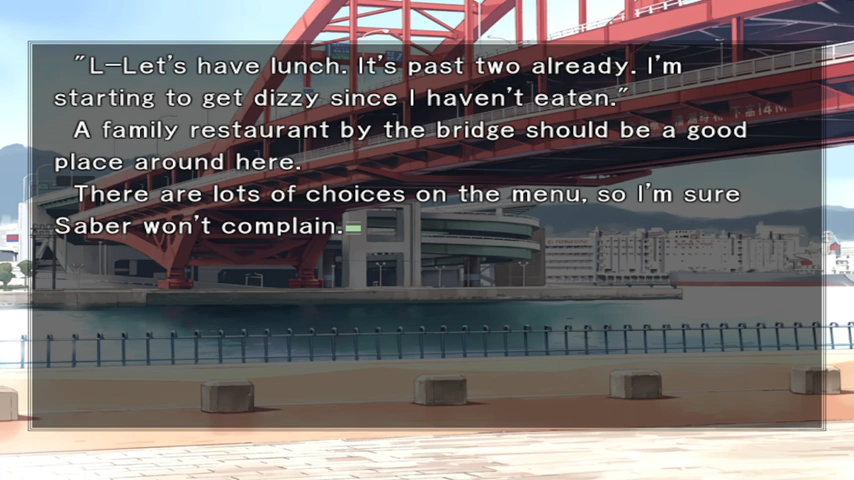 "L—Let's have lunch. It's past two already. I'm
starting to get dizzy since I haven't eaten."
A family restaurant by the bridge should be a good
place around here.
There are lots of choices on the menu, so I'm sure
Saber won't complain.